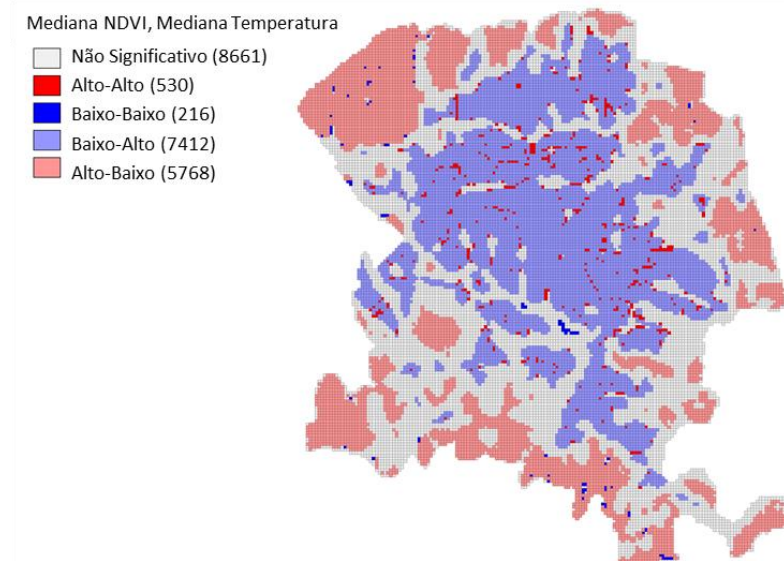 Mediana NDVI, Mediana Temperatura
Não Significativo (8661)
Alto-Alto (530)
Baixo-Baixo (216)
Baixo-Alto (7412)
Alto-Baixo (5768)